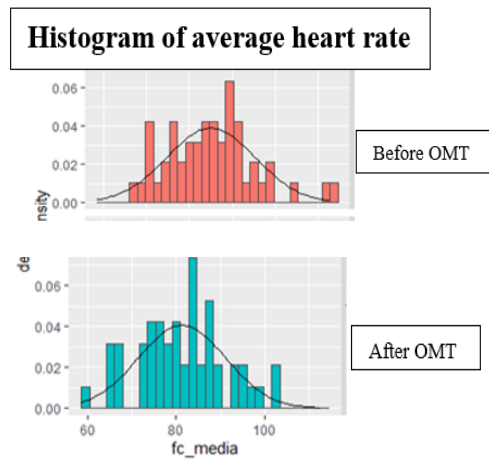 Histogram of average heart rate
0.06
0.04
0.02
0.00
nsity
Before OMT
de
0.06
0.04
0.02
0.00
60
80
100
fc_media
After OMT